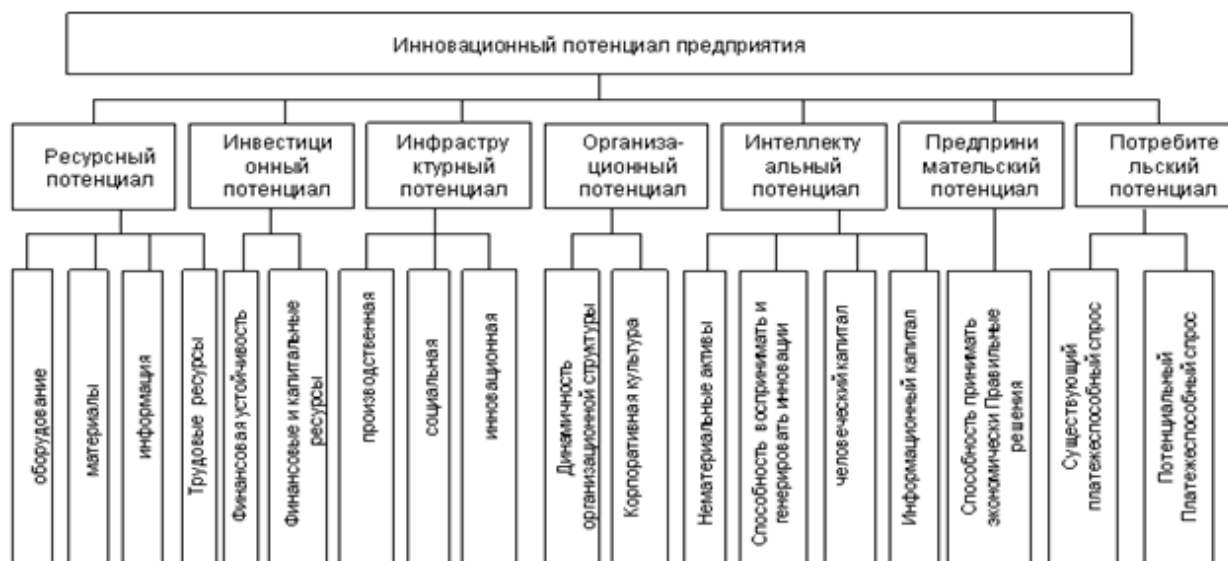 Инновационный потенциал предприятия
Ресурсный
потенциал
Инвестици
онный
потенциал
Инфрастру
ктурный
потенциал
Организа-
ционный
потенциал
Интеллекту
альный
потенциал
Предприни
мательский
потенциал
Потребите
льский
потенциал
оборудование
материалы
информация
Трудовые ресурсы
Финансовая устойчивость
Финансовые и капитальные
ресурсы
производственная
социальная
инновационная
Динамичность
организационной структуры
Корпоративная культура
Нематериальные активы
Способность воспринимать и
генерировать инновации
человеческий капитал
Информационный капитал
Способность принимать
экономически Правильные
решения
Существующий
платежеспособный спрос
Потенциальный
Платежеспособный спрос